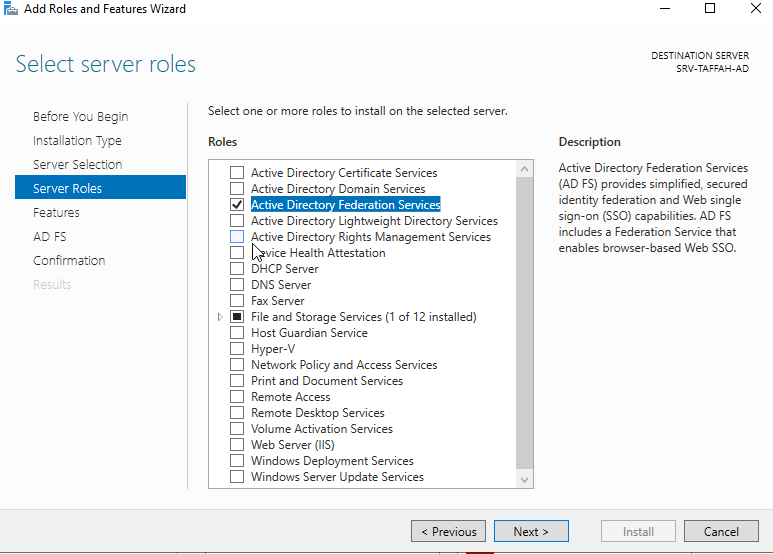 Add Roles and Features Wizard
Select server roles
DESTINATION SERVER
SRV-TAFFAH-AD
Before You Begin
Installation Type
Server Selection
Server Roles
Features
AD FS
Confirmation
Results
Select one or more roles to install on the selected server.
Roles
Active Directory Certificate Services
Active Directory Domain Services
Active Directory Federation Services
Active Directory Lightweight Directory Services
Active Directory Rights Management Services
Health Attestation
DHCP Server
DNS Server
Fax Server
File and Storage Services (1 of 12 installed)
Host Guardian Service
Hyper-V
Network Policy and Access Services
Print and Document Services
Remote Access
Remote Desktop Services
Volume Activation Services
Web Server (IIS)
Windows Deployment Services
Windows Server Update Services
Description
Active Directory Federation Services
(AD FS) provides simplified, secured
identity federation and Web single
sign-on (SSO) capabilities. AD FS
includes a Federation Service that
enables browser-based Web SSO.
< Previous
Next >
Install
Cancel